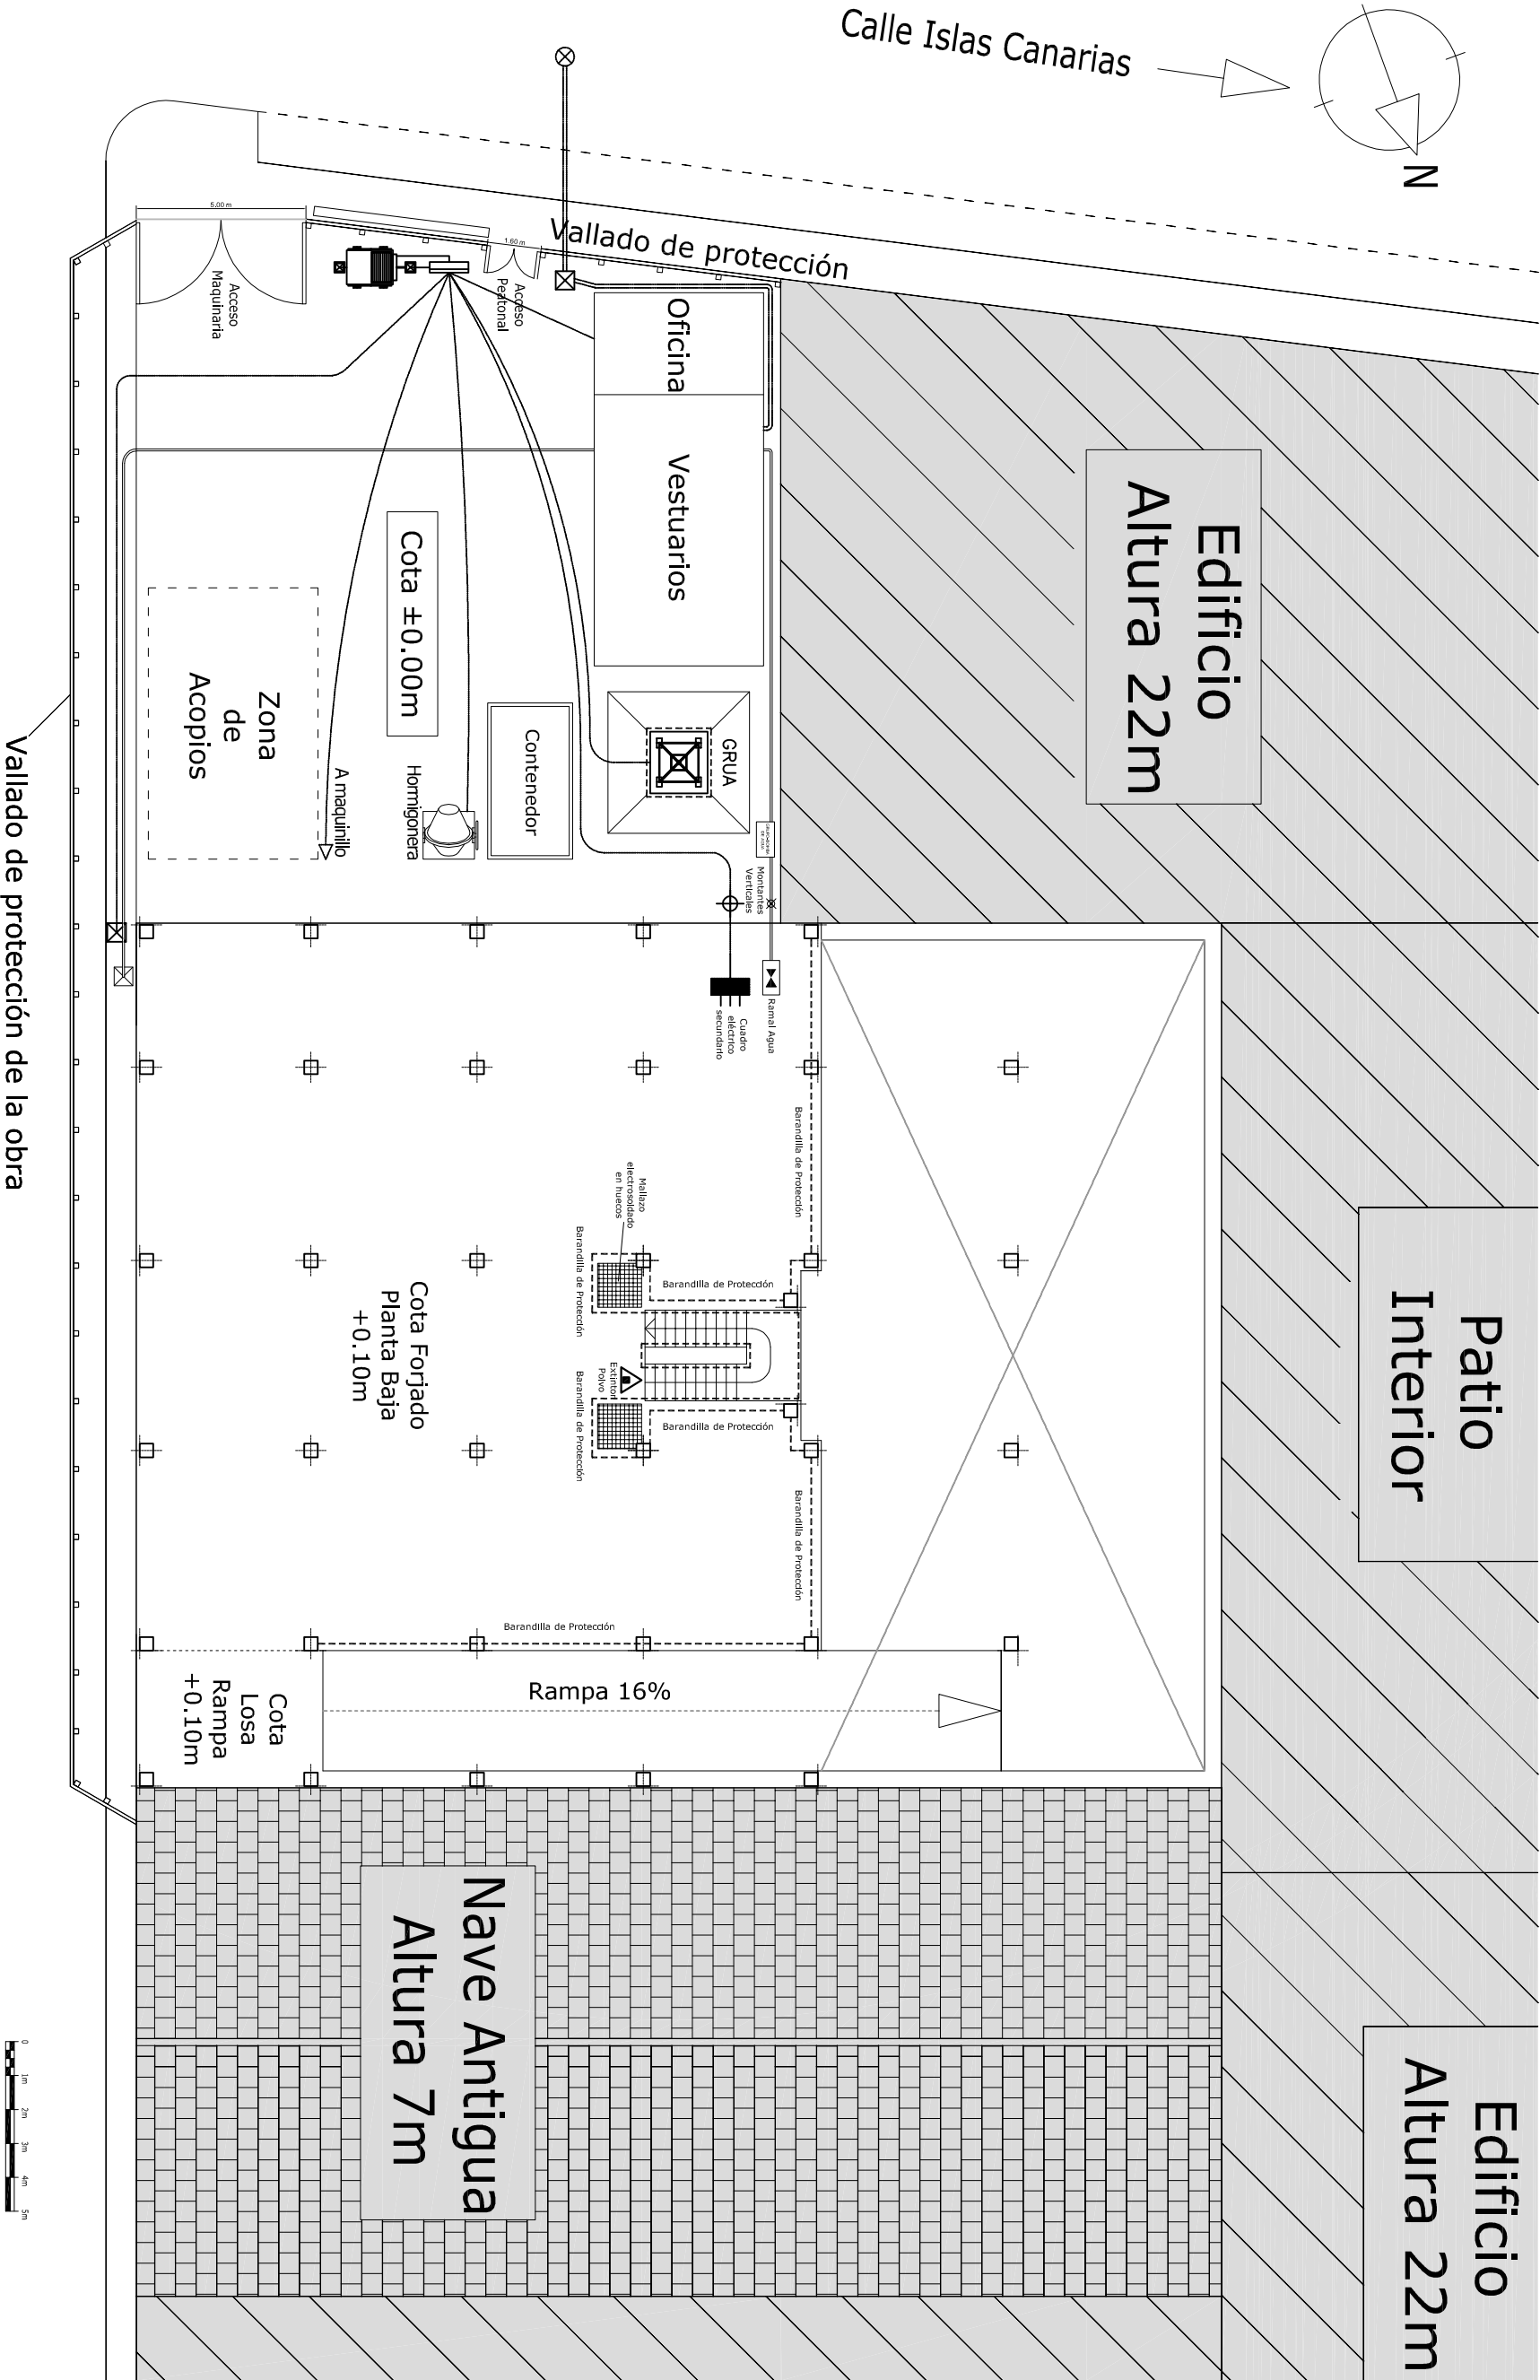 Calle Islas Canarias
N
5.00 m
1.60 m
Vallado de protección
Acceso
Maquinaria
Acceso
Peatonal
Oficina
Vestuarios
Edificio
Altura 22m
Cota ±0.00m
Zona
de
Acopios
A maquinillo
Hormigonera
Contenedor
GRUA
Montantes
Verticales
Ramal Agua
Cuadro
eléctrico
secundario
Vallado de protección de la obra
Barandilla de Protección
Mallazo
electrosoldado
en huecos
Barandilla de Protección
Barandilla de Protección
Patio
Interior
Cota Forjado
Planta Baja
+0.10m
Extintor
Polvo
Barandilla de Protección
Barandilla de Protección
Barandilla de Protección
Barandilla de Protección
Rampa 16%
Cota
Losa
Rampa
+0.10m
Nave Antigua
Altura 7m
Edificio
Altura 22m
0
1m
2m
3m
4m
5m